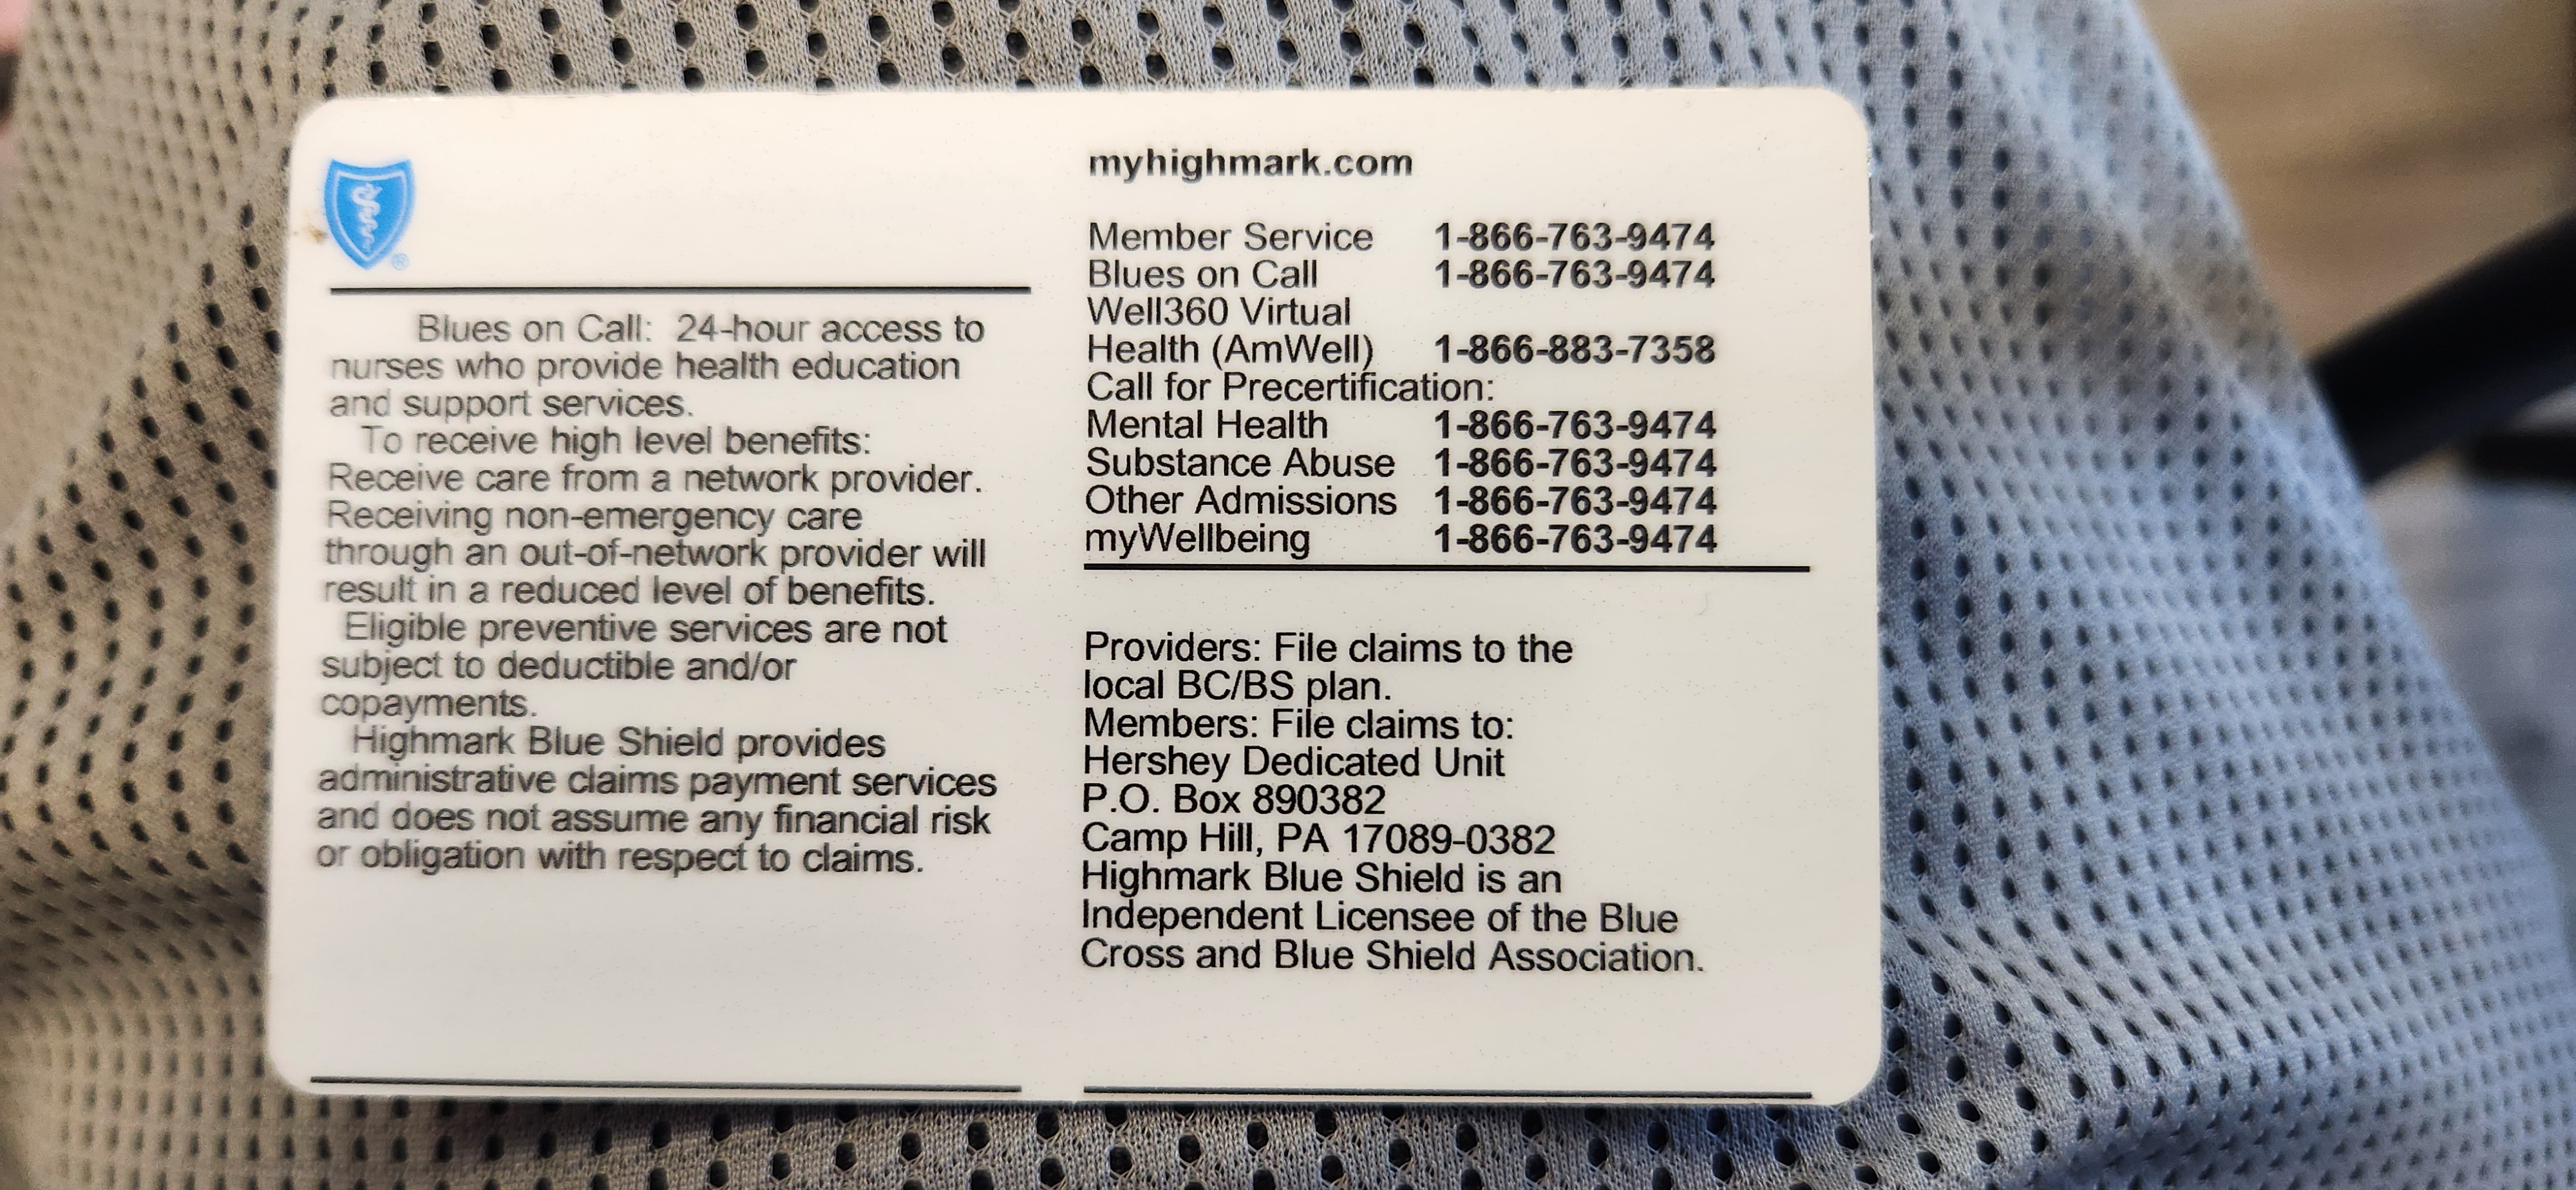 Blues on Call: 24-hour access to
nurses who provide health education
and support services.
To receive high level benefits:
Receive care from a network provider.
Receiving non-emergency care
through an out-of-network provider will
result in a reduced level of benefits.
Eligible preventive services are not
subject to deductible and/or
copayments.
Highmark Blue Shield provides
administrative claims payment services
and does not assume any financial risk
or obligation with respect to claims.
myhighmark.com
Member Service 1-866-763-9474
Blues on Call 1-866-763-9474
Well360 Virtual
Health (AmWell) 1-866-883-7358
Call for Precertification:
Mental Health 1-866-763-9474
Substance Abuse 1-866-763-9474
Other Admissions 1-866-763-9474
myWellbeing 1-866-763-9474
Providers: File claims to the
local BC/BS plan.
Members: File claims to:
Hershey Dedicated Unit
P.O. Box 890382
Camp Hill, PA 17089-0382
Highmark Blue Shield is an
Independent Licensee of the Blue
Cross and Blue Shield Association.